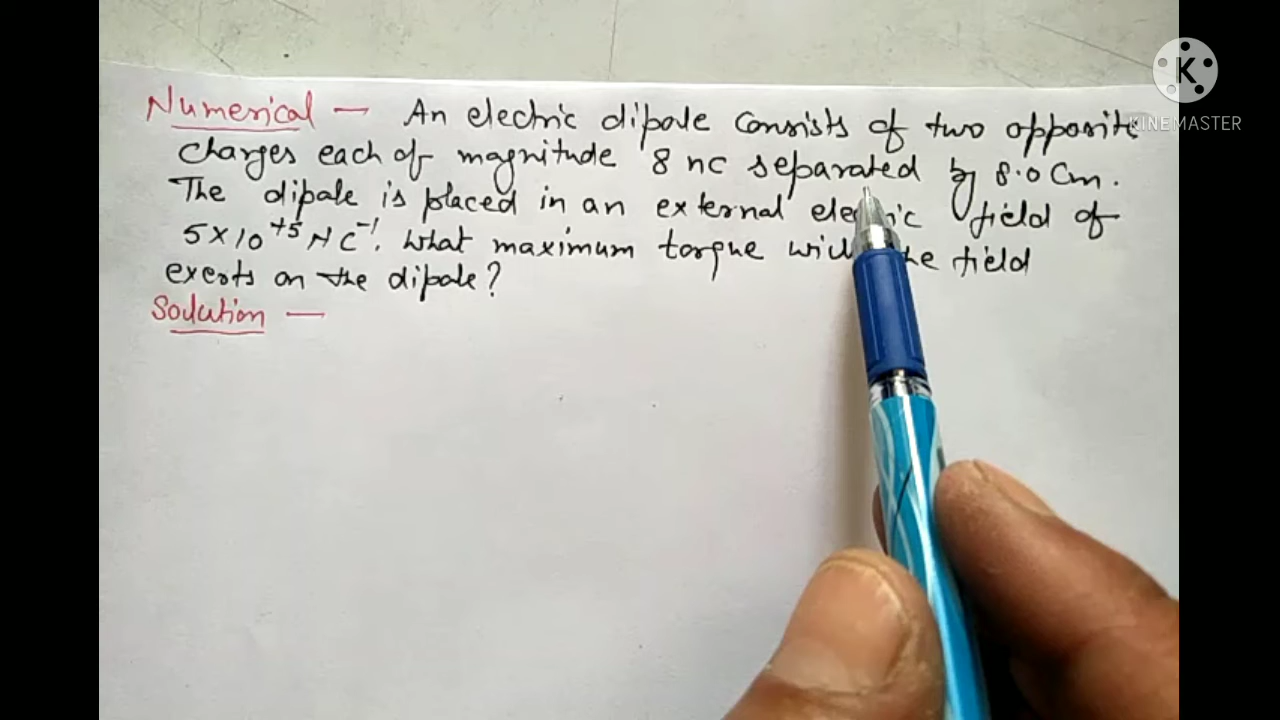 Numerical — An electric dipole consists of two opposite
charges each of magnitude 8 nc separated by 8.0 Cm.
The dipole is placed in an external electric field of
5×10⁺⁵ N C⁻¹. What maximum torque will the field
exerts on the dipole?
Solution —
K
KINEMASTER